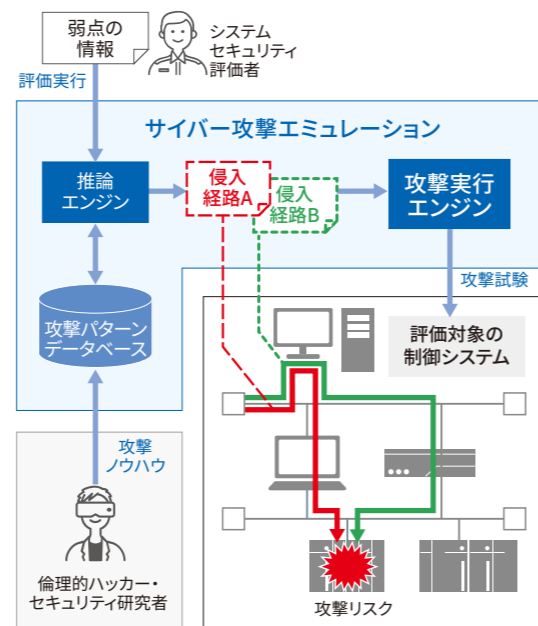 弱点の
情報
システム
セキュリティ
評価者
評価実行
サイバー攻撃エミュレーション
推論
エンジン
侵入
経路A
侵入
経路B
攻撃実行
エンジン
攻撃試験
攻撃パターン
データベース
評価対象の
制御システム
攻撃
ノウハウ
倫理的ハッカー・
セキュリティ研究者
攻撃リスク